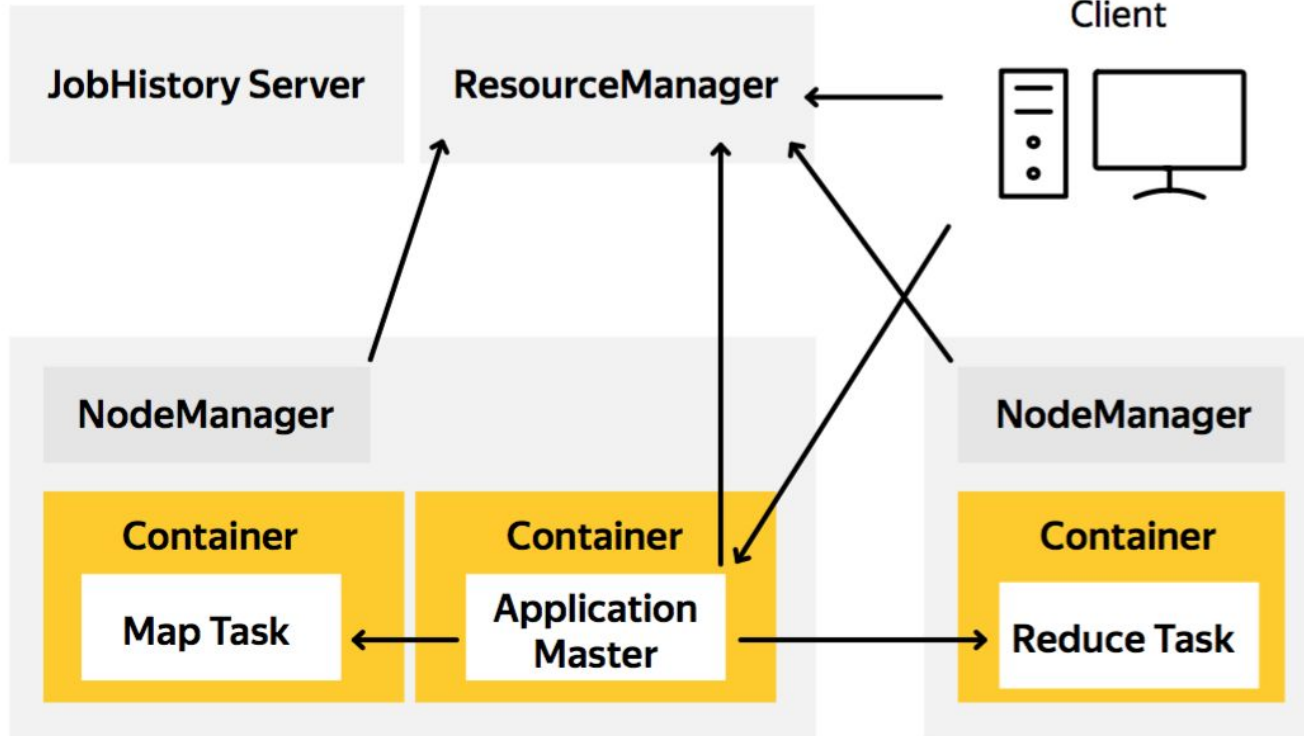 Client
JobHistory Server
ResourceManager
NodeManager
NodeManager
Container
Container
Container
Map Task
Application
Master
Reduce Task